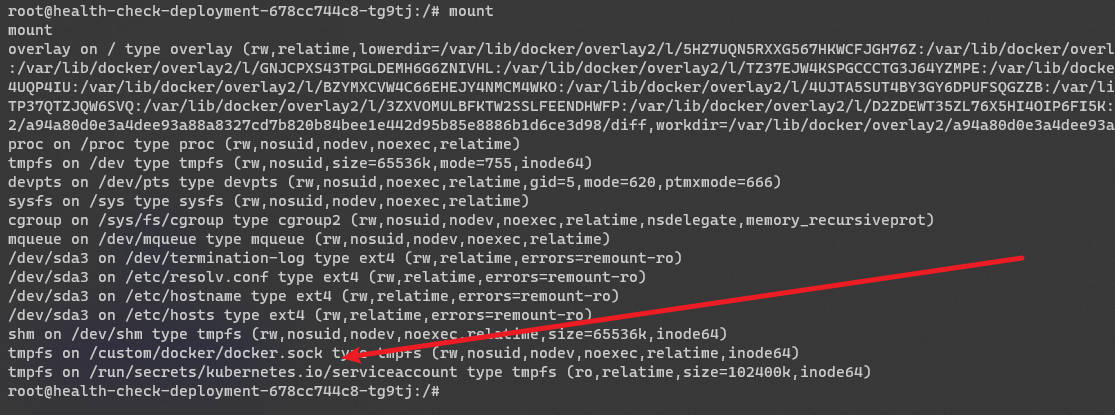 root@health-check-deployment-678cc744c8-tg9tj:/# mount
mount
overlay on / type overlay (rw,relatime,lowerdir=/var/lib/docker/overlay2/l/5HZ7UQN5RXXG567HKWCFJGH76Z:/var/lib/docker/overl
:/var/lib/docker/overlay2/l/GNJCPXS43TPGLDEMH6G6ZNIVHL:/var/lib/docker/overlay2/l/TZ37EJW4KSPGCCCTG3J64YZMPE:/var/lib/docke
4UQP4IU:/var/lib/docker/overlay2/l/BZYMXCVW4C66EHEJY4NMCM4WKO:/var/lib/docker/overlay2/l/4UJTA5SUT4BY3GY6DPUFSQGZZB:/var/li
TP37QTZJQW6SVQ:/var/lib/docker/overlay2/l/3ZXVOMULBFKTW2SSLFEENDHWFP:/var/lib/docker/overlay2/l/D2ZDEWT35ZL76X5HI4OIP6FI5K:
2/a94a80d0e3a4dee93a88a8327cd7b820b84bee1e442d95b85e8886b1d6ce3d98/diff,workdir=/var/lib/docker/overlay2/a94a80d0e3a4dee93a
proc on /proc type proc (rw,nosuid,nodev,noexec,relatime)
tmpfs on /dev type tmpfs (rw,nosuid,size=65536k,mode=755,inode64)
devpts on /dev/pts type devpts (rw,nosuid,noexec,relatime,gid=5,mode=620,ptmxmode=666)
sysfs on /sys type sysfs (rw,nosuid,nodev,noexec,relatime)
cgroup on /sys/fs/cgroup type cgroup2 (rw,nosuid,nodev,noexec,relatime,nsdelegate,memory_recursiveprot)
mqueue on /dev/mqueue type mqueue (rw,nosuid,nodev,noexec,relatime)
/dev/sda3 on /dev/termination-log type ext4 (rw,relatime,errors=remount-ro)
/dev/sda3 on /etc/resolv.conf type ext4 (rw,relatime,errors=remount-ro)
/dev/sda3 on /etc/hostname type ext4 (rw,relatime,errors=remount-ro)
/dev/sda3 on /etc/hosts type ext4 (rw,relatime,errors=remount-ro)
shm on /dev/shm type tmpfs (rw,nosuid,nodev,noexec,relatime,size=65536k,inode64)
tmpfs on /custom/docker/docker.sock type tmpfs (rw,nosuid,nodev,noexec,relatime,inode64)
tmpfs on /run/secrets/kubernetes.io/serviceaccount type tmpfs (ro,relatime,size=102400k,inode64)
root@health-check-deployment-678cc744c8-tg9tj:/#